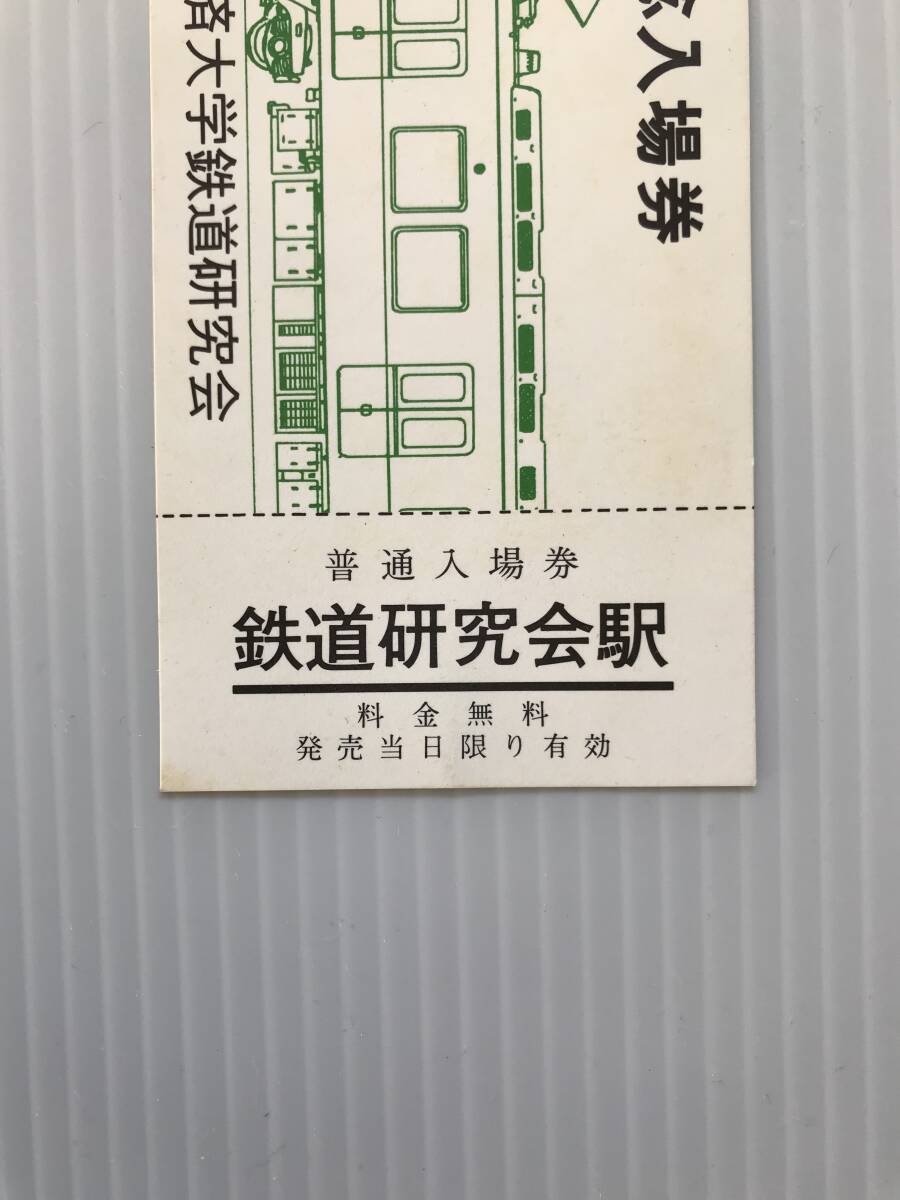 念入場券
済大学鉄道研究会
普通入場券
鉄道研究会駅
料金無料
発売当日限り有効